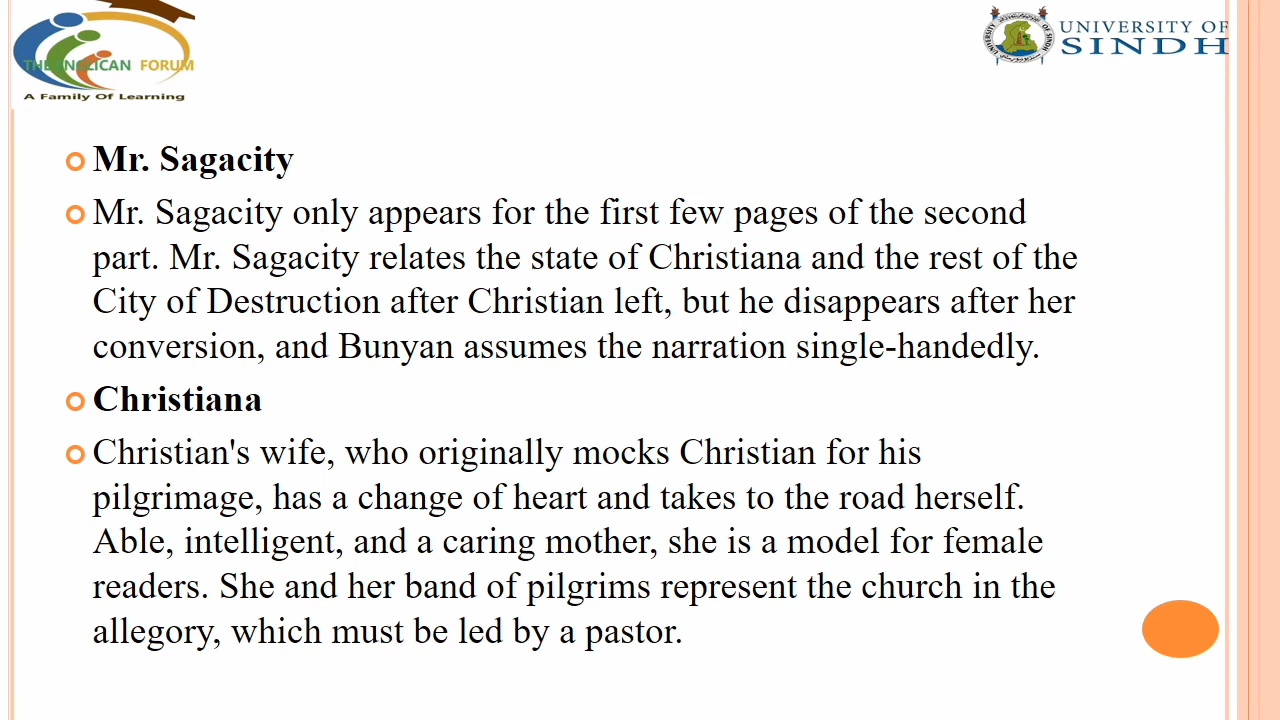 THE ANGLICAN FORUM
A Family Of Learning
UNIVERSITY OF
SINDH
Mr. Sagacity
Mr. Sagacity only appears for the first few pages of the second
part. Mr. Sagacity relates the state of Christiana and the rest of the
City of Destruction after Christian left, but he disappears after her
conversion, and Bunyan assumes the narration single-handedly.
Christiana
Christian's wife, who originally mocks Christian for his
pilgrimage, has a change of heart and takes to the road herself.
Able, intelligent, and a caring mother, she is a model for female
readers. She and her band of pilgrims represent the church in the
allegory, which must be led by a pastor.